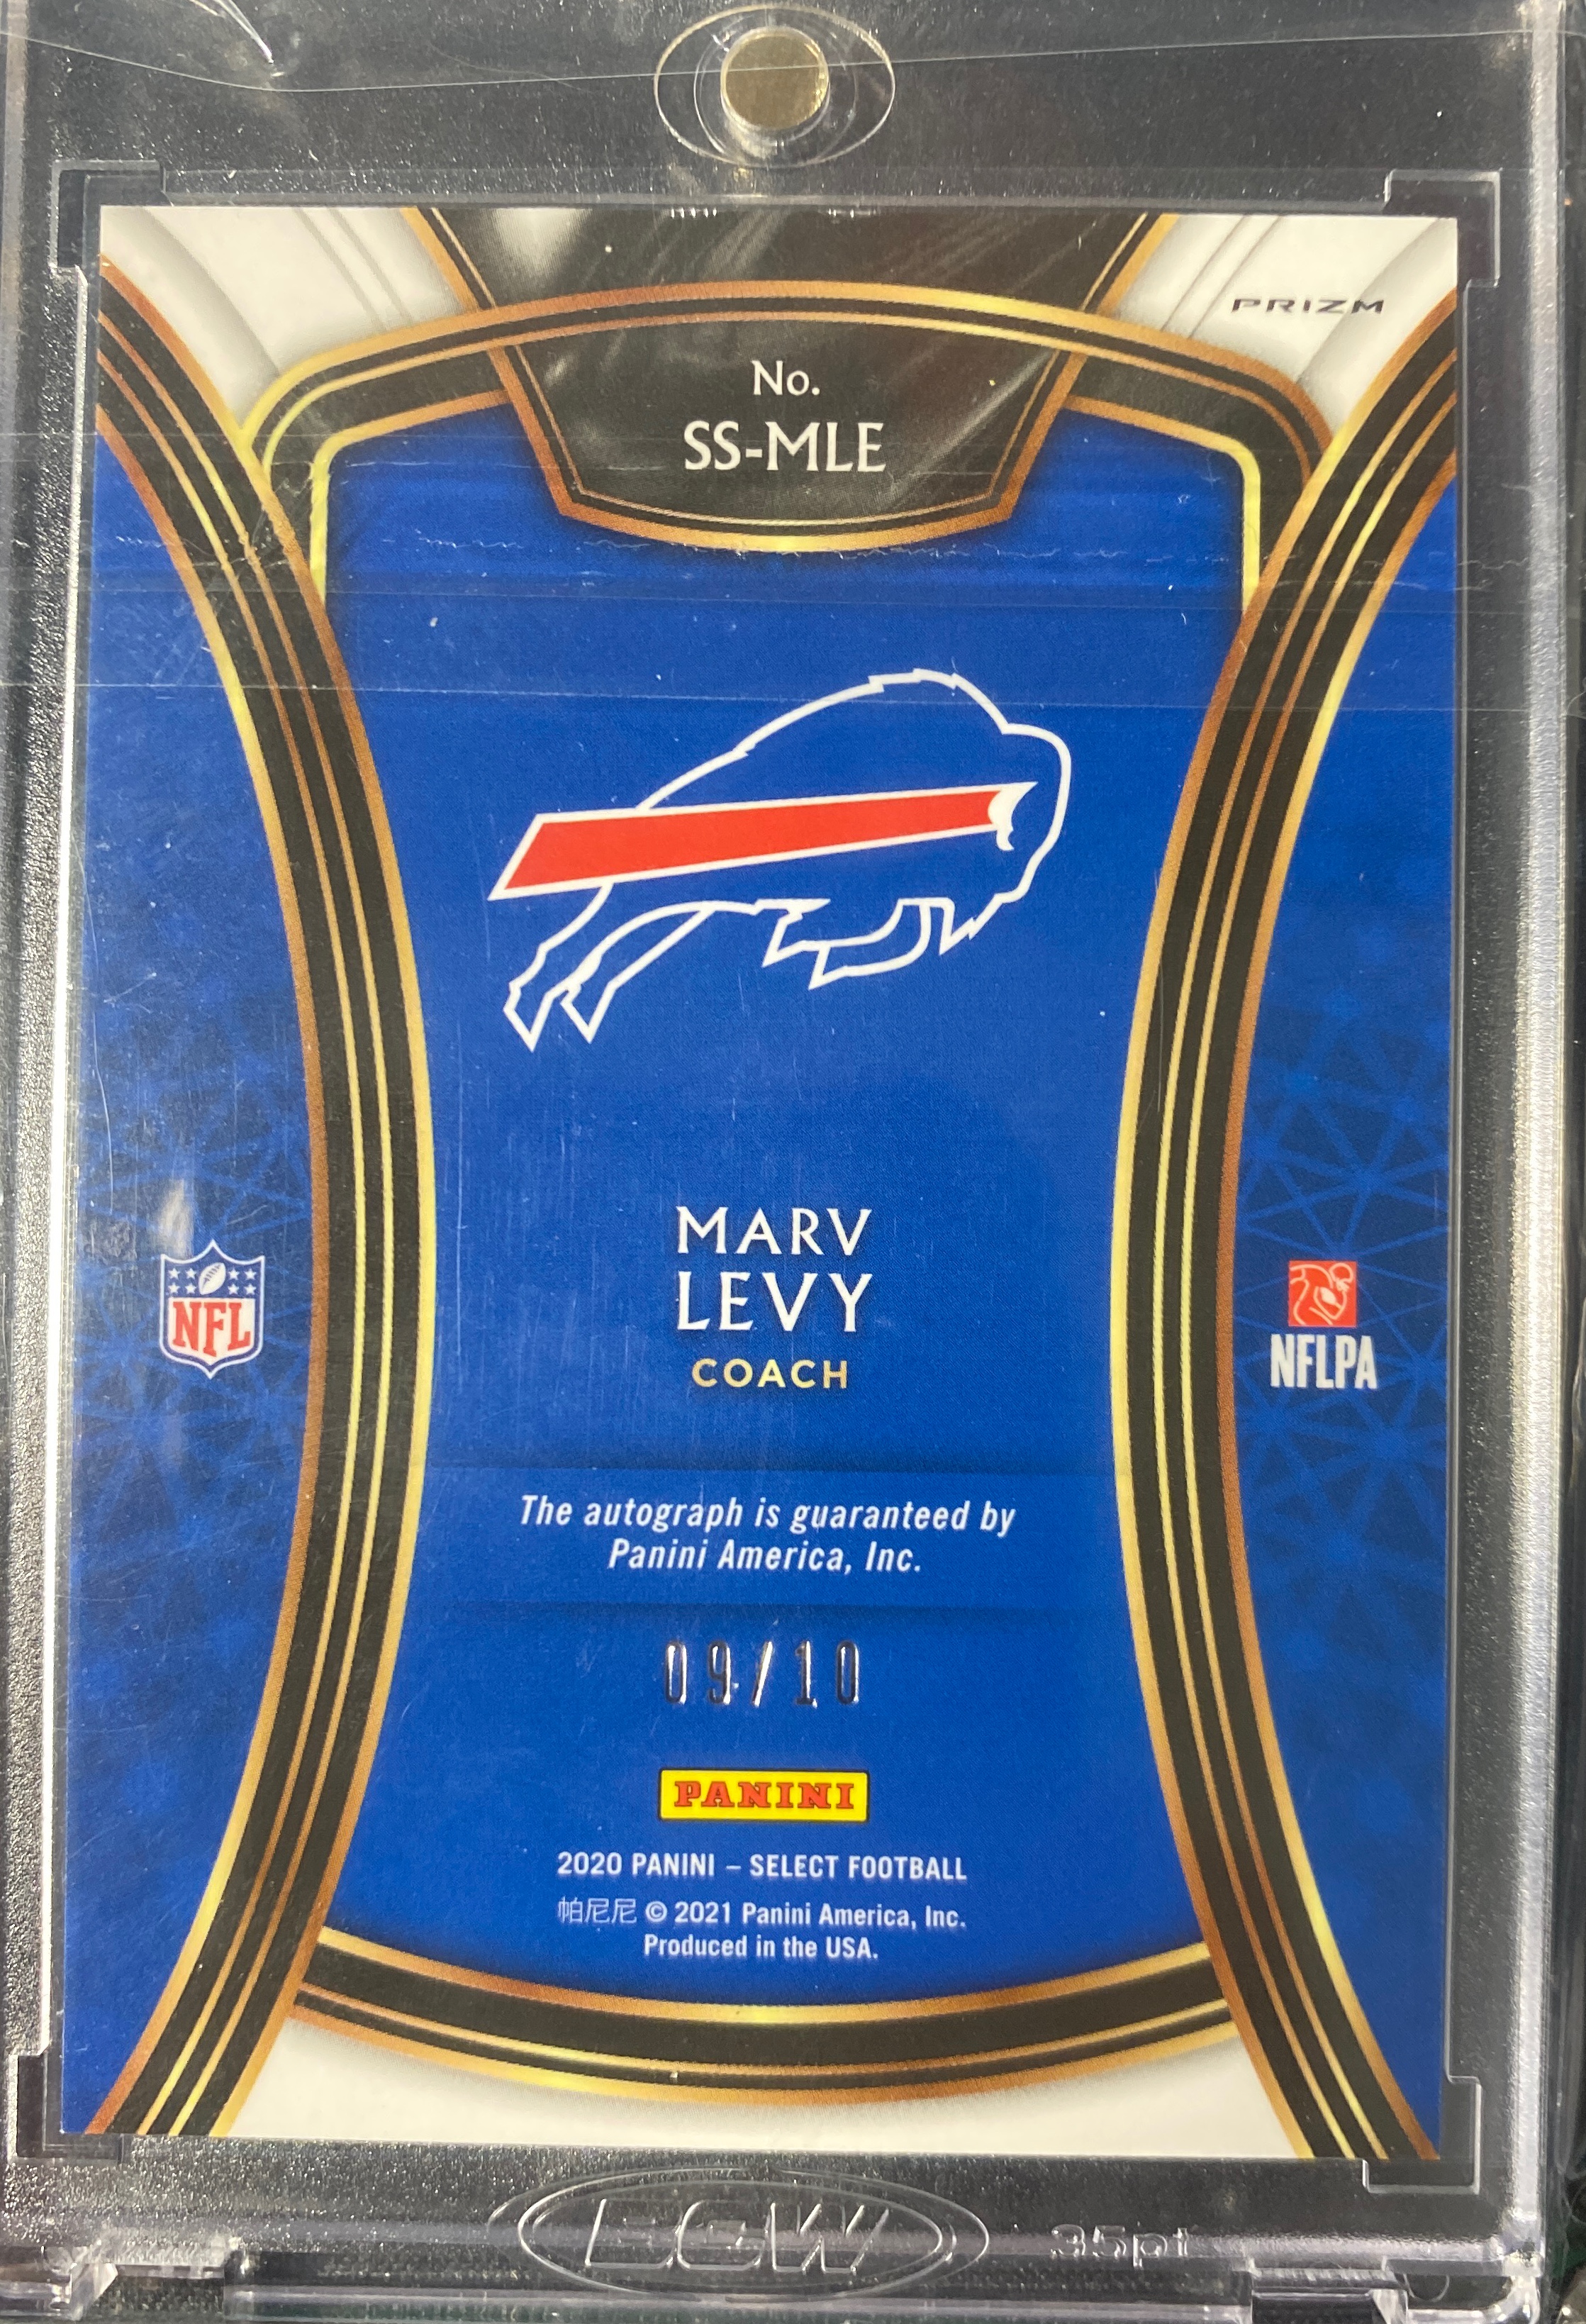 PRIZM
No.
SS-MLE
MARV
LEVY
COACH
NFL
NFLPA
The autograph is guaranteed by
Panini America, Inc.
09/10
PANINI
2020 PANINI – SELECT FOOTBALL
帕尼尼 © 2021 Panini America, Inc.
Produced in the USA.
BCW 35pt